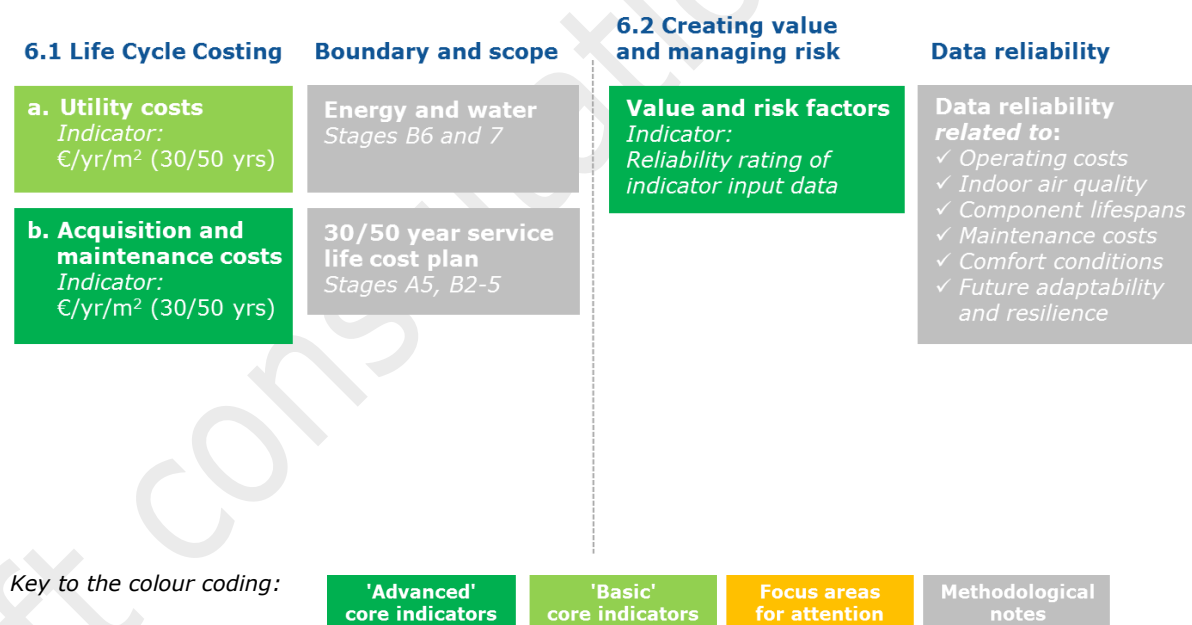 6.1 Life Cycle Costing
a. Utility costs
Indicator:
€/yr/m² (30/50 yrs)
b. Acquisition and
maintenance costs
Indicator:
€/yr/m² (30/50 yrs)
Boundary and scope
Energy and water
Stages B6 and 7
30/50 year service
life cost plan
Stages A5, B2-5
6.2 Creating value
and managing risk
Value and risk factors
Indicator:
Reliability rating of
indicator input data
Data reliability
Data reliability
related to:
✓ Operating costs
✓ Indoor air quality
✓ Component lifespans
✓ Maintenance costs
✓ Comfort conditions
✓ Future adaptability
and resilience
Key to the colour coding:
'Advanced'
core indicators
'Basic'
core indicators
Focus areas
for attention
Methodological
notes